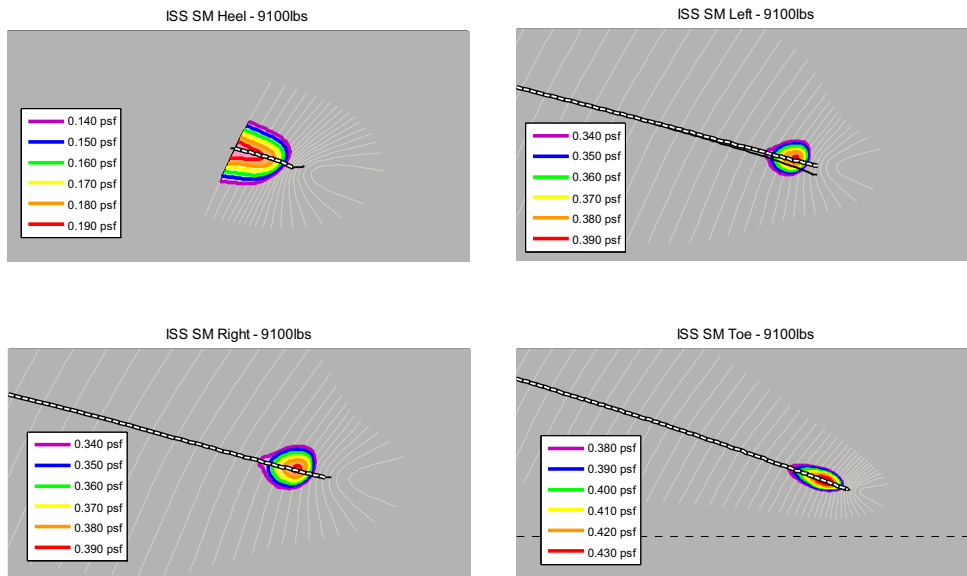 ISS SM Heel - 9100lbs
0.140 psf
0.150 psf
0.160 psf
0.170 psf
0.180 psf
0.190 psf
ISS SM Left - 9100lbs
0.340 psf
0.350 psf
0.360 psf
0.370 psf
0.380 psf
0.390 psf
ISS SM Right - 9100lbs
0.340 psf
0.350 psf
0.360 psf
0.370 psf
0.380 psf
0.390 psf
ISS SM Toe - 9100lbs
0.380 psf
0.390 psf
0.400 psf
0.410 psf
0.420 psf
0.430 psf